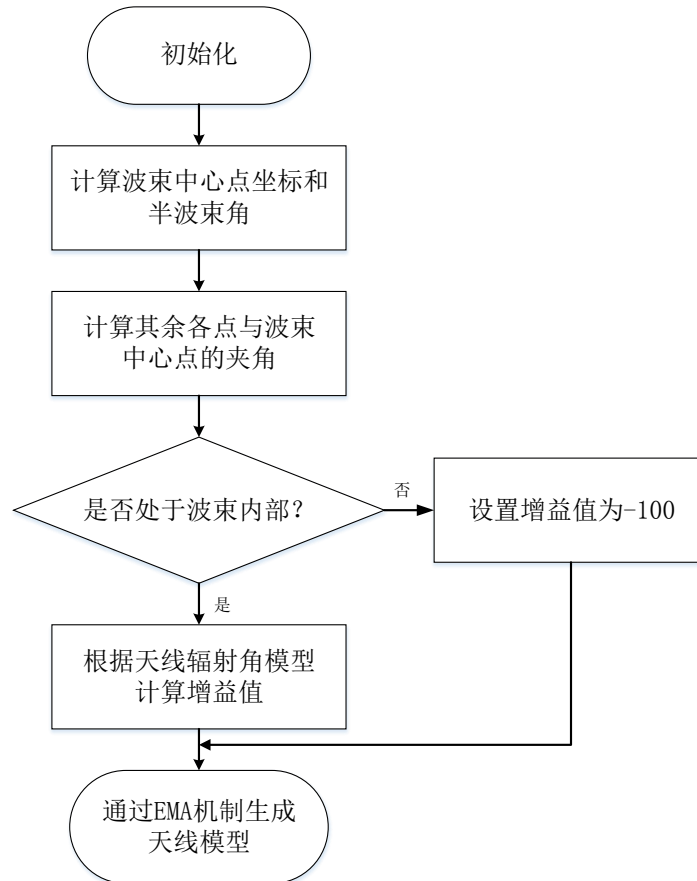 初始化
计算波束中心点坐标和
半波束角
计算其余各点与波束
中心点的夹角
是否处于波束内部?
否
设置增益值为-100
是
根据天线辐射角模型
计算增益值
通过EMA机制生成
天线模型